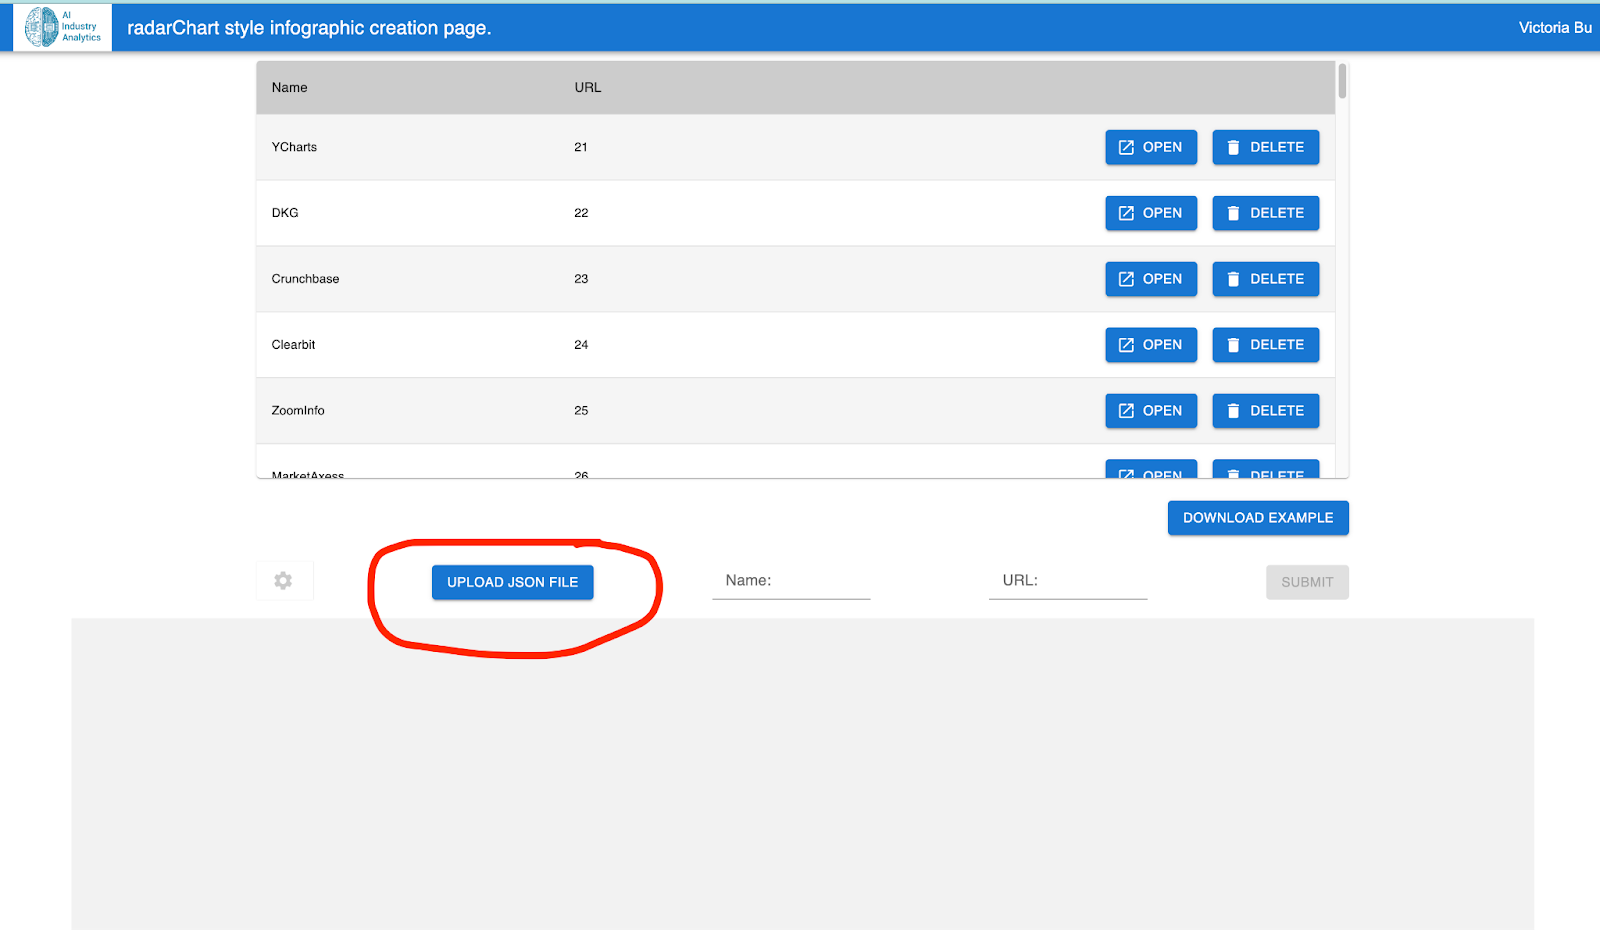 AI
Industry
Analytics
radarChart style infographic creation page.
Victoria Bu
Name URL
YCharts 21 OPEN DELETE
DKG 22 OPEN DELETE
Crunchbase 23 OPEN DELETE
Clearbit 24 OPEN DELETE
ZoomInfo 25 OPEN DELETE
MarketAxess 26 OPEN DELETE
DOWNLOAD EXAMPLE
UPLOAD JSON FILE Name: URL: SUBMIT